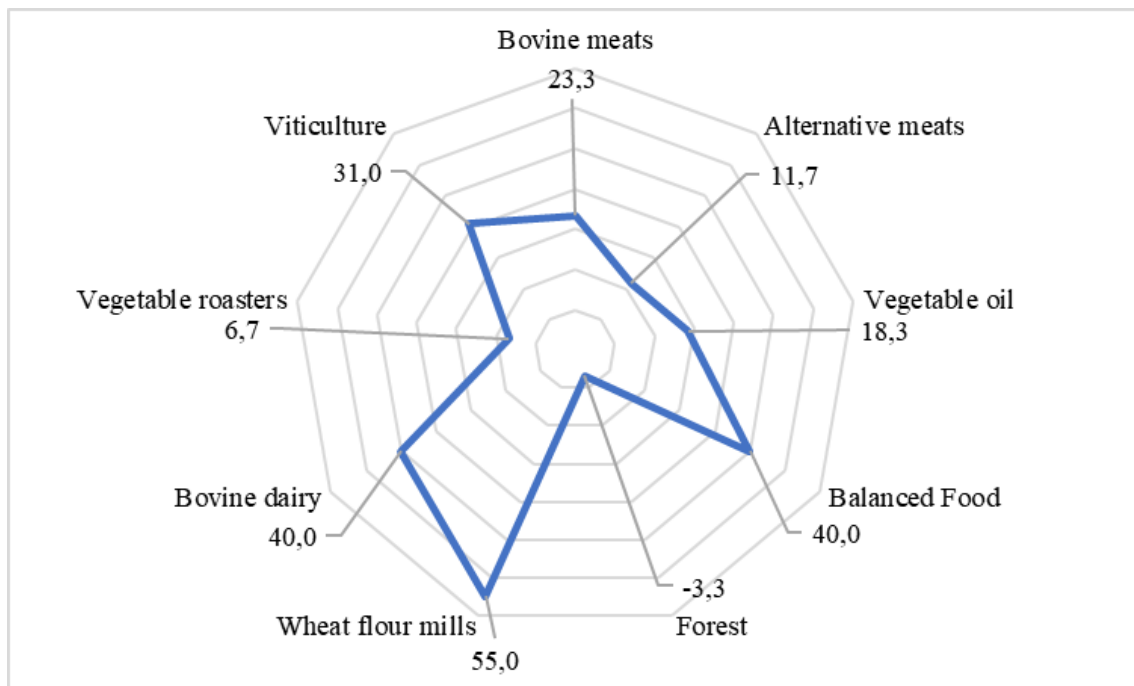 Bovine meats
23,3
Alternative meats
11,7
Vegetable oil
18,3
Balanced Food
40,0
Forest
-3,3
Wheat flour mills
55,0
Bovine dairy
40,0
Vegetable roasters
6,7
Viticulture
31,0